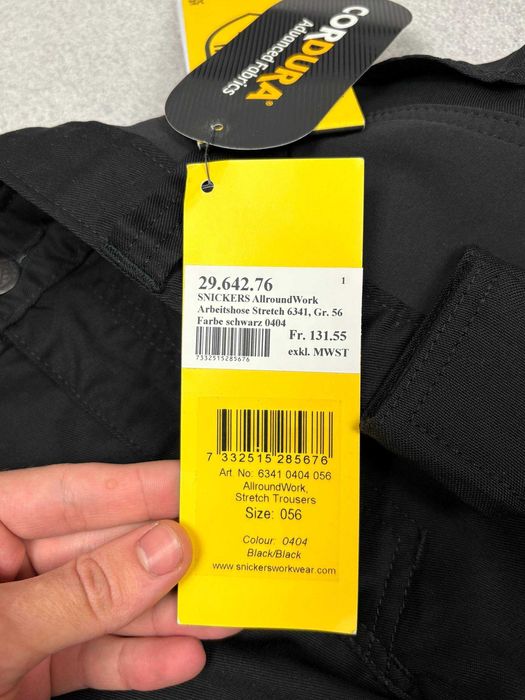 CORDURA®
Advanced Fabrics
29.642.76 1
SNICKERS AllroundWork
Arbeitshose Stretch 6341, Gr. 56
Farbe schwarz 0404
Fr. 131.55
7332515285676
exkl. MWST
7 332515 285676
Art. No: 6341 0404 056
AllroundWork,
Stretch Trousers
Size: 056
Colour: 0404
Black/Black
www.snickersworkwear.com